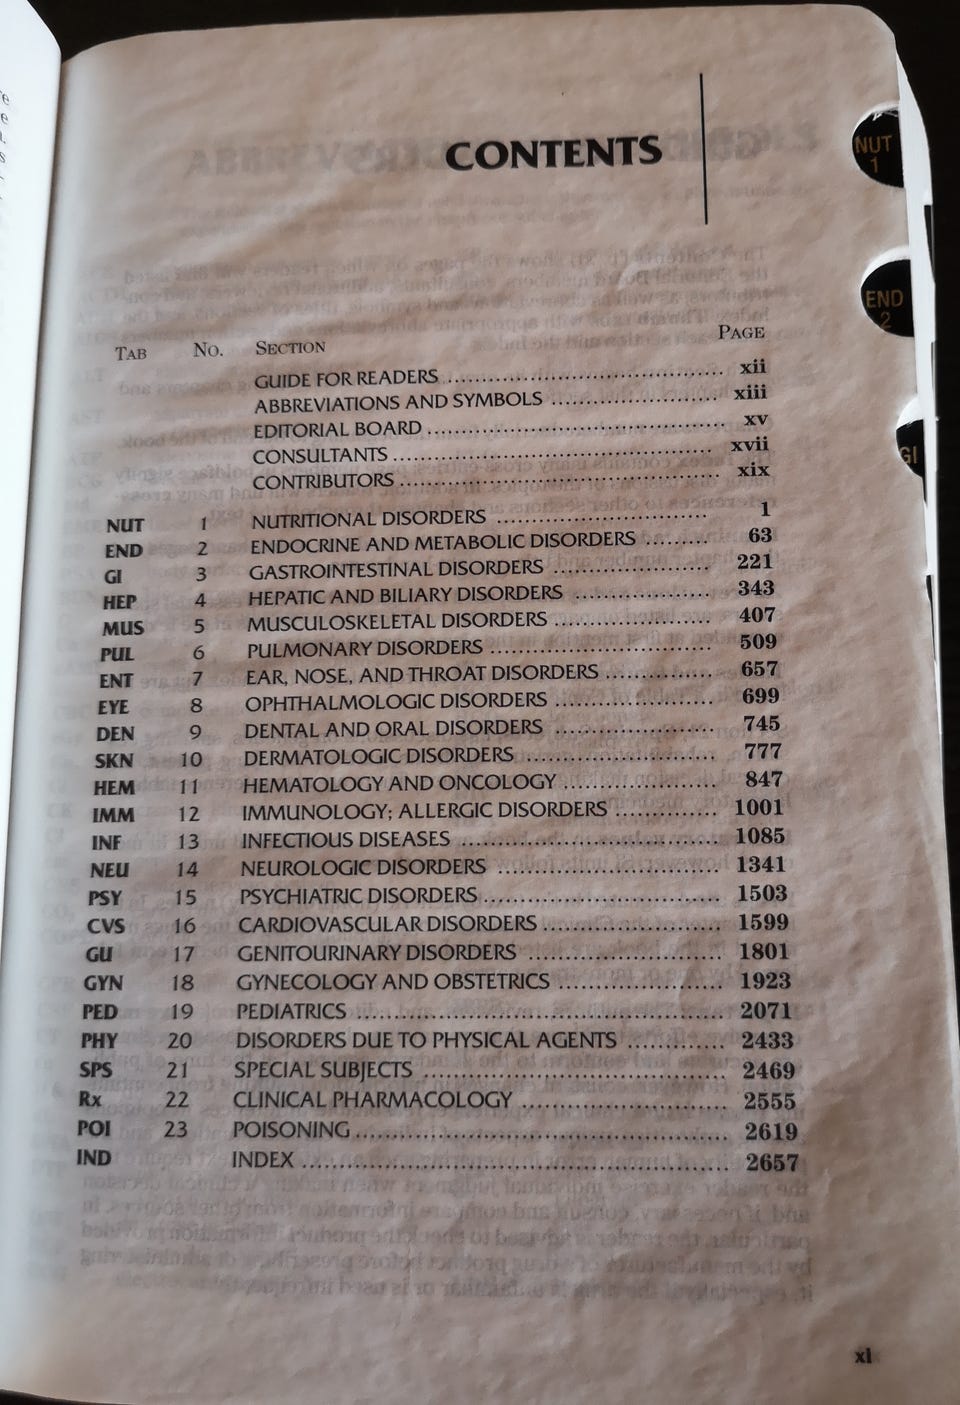 CONTENTS
NUT
1
END
2
GI
TAB NO. SECTION PAGE
GUIDE FOR READERS ........ xii
ABBREVIATIONS AND SYMBOLS ........ xiii
EDITORIAL BOARD ........ xv
CONSULTANTS ........ xvii
CONTRIBUTORS ........ xix
NUT 1 NUTRITIONAL DISORDERS ........ 1
END 2 ENDOCRINE AND METABOLIC DISORDERS ........ 63
GI 3 GASTROINTESTINAL DISORDERS ........ 221
HEP 4 HEPATIC AND BILIARY DISORDERS ........ 343
MUS 5 MUSCULOSKELETAL DISORDERS ........ 407
PUL 6 PULMONARY DISORDERS ........ 509
ENT 7 EAR, NOSE, AND THROAT DISORDERS ........ 657
EYE 8 OPHTHALMOLOGIC DISORDERS ........ 699
DEN 9 DENTAL AND ORAL DISORDERS ........ 745
SKN 10 DERMATOLOGIC DISORDERS ........ 777
HEM 11 HEMATOLOGY AND ONCOLOGY ........ 847
IMM 12 IMMUNOLOGY; ALLERGIC DISORDERS ........ 1001
INF 13 INFECTIOUS DISEASES ........ 1085
NEU 14 NEUROLOGIC DISORDERS ........ 1341
PSY 15 PSYCHIATRIC DISORDERS ........ 1503
CVS 16 CARDIOVASCULAR DISORDERS ........ 1599
GU 17 GENITOURINARY DISORDERS ........ 1801
GYN 18 GYNECOLOGY AND OBSTETRICS ........ 1923
PED 19 PEDIATRICS ........ 2071
PHY 20 DISORDERS DUE TO PHYSICAL AGENTS ........ 2433
SPS 21 SPECIAL SUBJECTS ........ 2469
Rx 22 CLINICAL PHARMACOLOGY ........ 2555
POI 23 POISONING ........ 2619
IND INDEX ........ 2657
xi